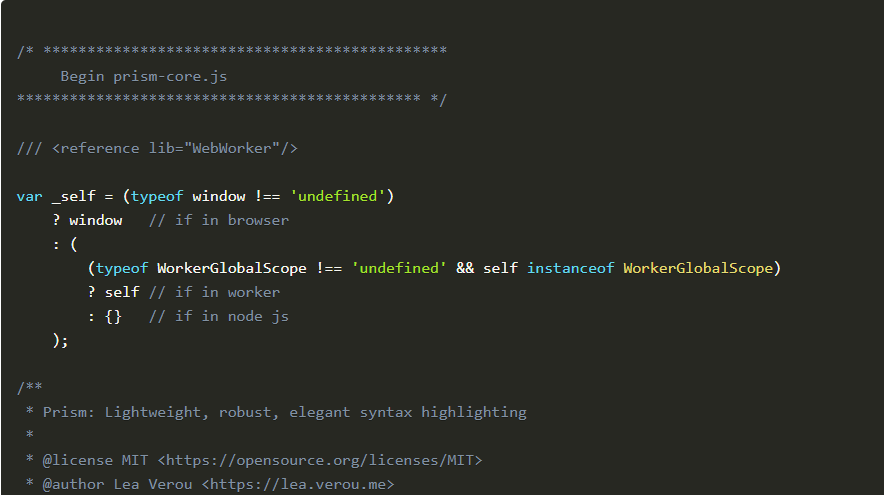 /* **********************************************
     Begin prism-core.js
********************************************** */
/// <reference lib="WebWorker"/>
var _self = (typeof window !== 'undefined')
    ? window   // if in browser
    : (
        (typeof WorkerGlobalScope !== 'undefined' && self instanceof WorkerGlobalScope)
        ? self // if in worker
        : {}   // if in node js
    );
/**
 * Prism: Lightweight, robust, elegant syntax highlighting
 *
 * @license MIT <https://opensource.org/licenses/MIT>
 * @author Lea Verou <https://lea.verou.me>